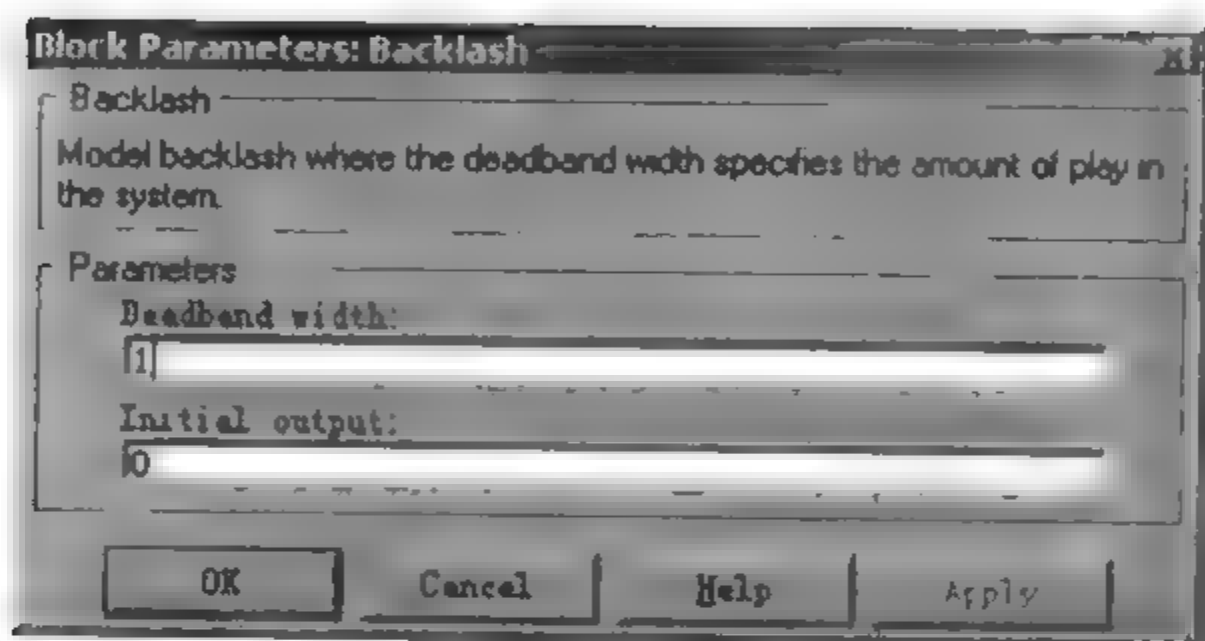 Block Parameters: Backlash
Backlash
Model backlash where the deadband width specifies the amount of play in
the system.
Parameters
Deadband width:
1
Initial output:
0
OK
Cancel
Help
Apply